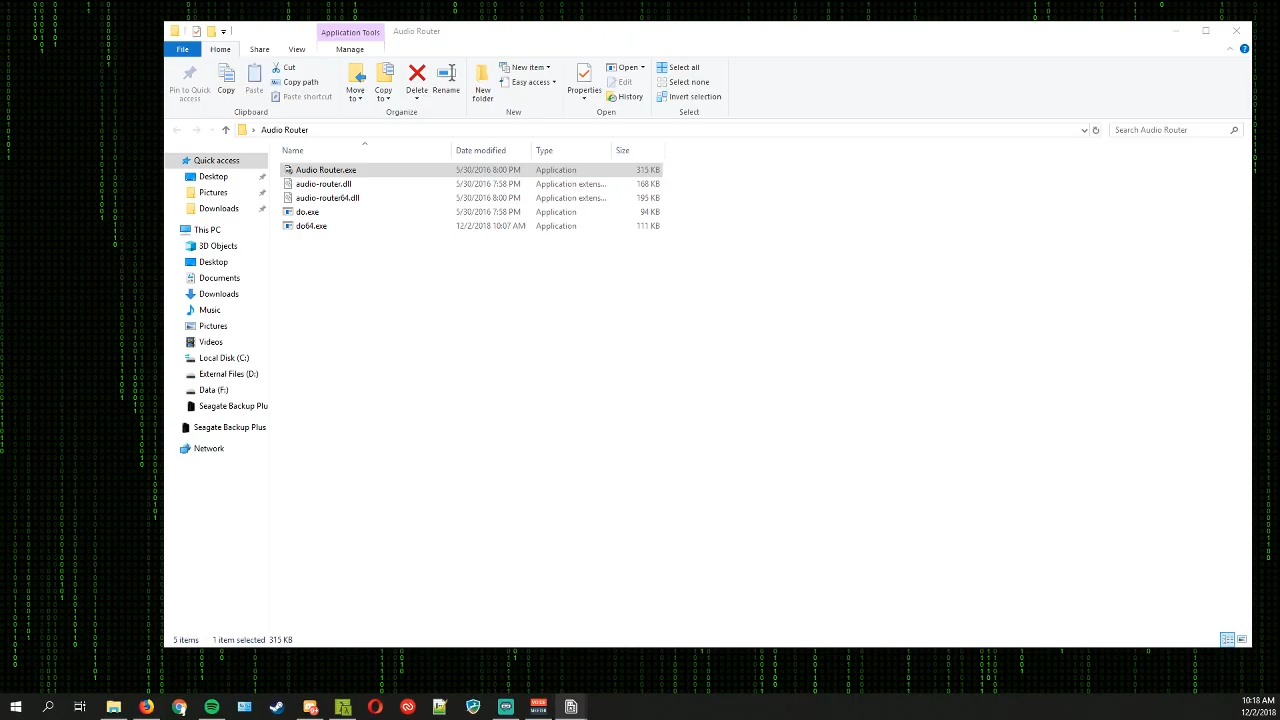 Application Tools Audio Router
File Home Share View Manage
Pin to Quick access
Copy
Paste
Cut
Copy path
Paste shortcut
Clipboard
Move to
Copy to
Delete
Rename
Organize
New folder
New item
Easy access
New
Properties
Open
Edit
History
Open
Select all
Select none
Invert selection
Select
Audio Router
Search Audio Router
Name Date modified Type Size
Audio Router.exe 5/30/2016 8:00 PM Application 315 KB
audio-router.dll 5/30/2016 7:58 PM Application extens... 168 KB
audio-router64.dll 5/30/2016 8:00 PM Application extens... 195 KB
do.exe 5/30/2016 7:58 PM Application 94 KB
do64.exe 12/2/2018 10:07 AM Application 111 KB
Quick access
Desktop
Pictures
Downloads
This PC
3D Objects
Desktop
Documents
Downloads
Music
Pictures
Videos
Local Disk (C:)
External Files (D:)
Data (F:)
Seagate Backup Plu
Seagate Backup Plus
Network
5 items 1 item selected 315 KB
10:18 AM
12/2/2018